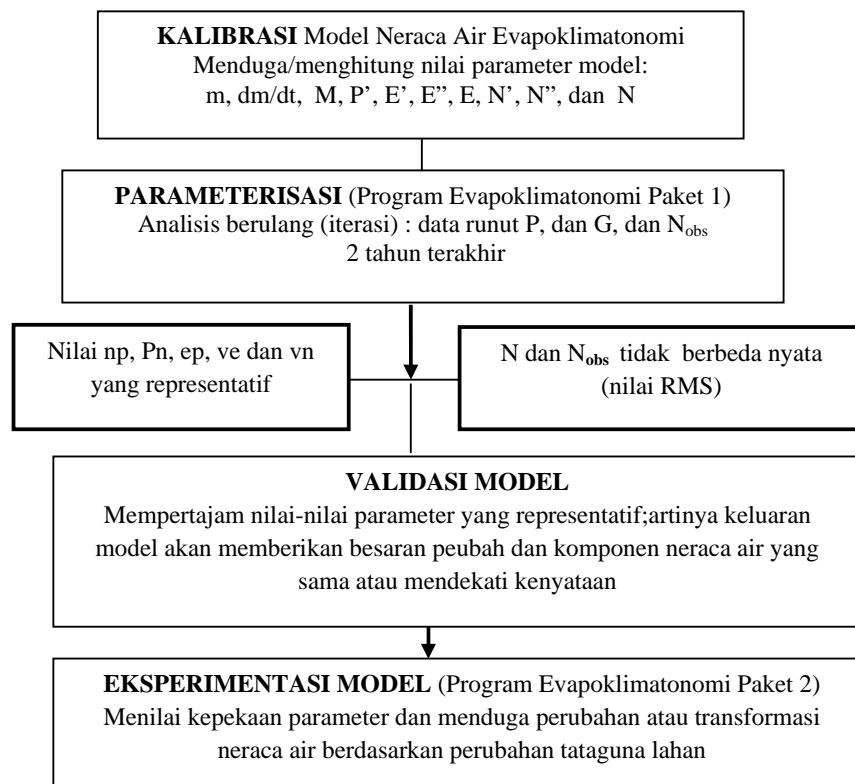 KALIBRASI Model Neraca Air Evapoklimatonomi
Menduga/menghitung nilai parameter model:
m, dm/dt, M, P’, E’, E”, E, N’, N”, dan N
PARAMETERISASI (Program Evapoklimatonomi Paket 1)
Analisis berulang (iterasi) : data runut P, dan G, dan Nobs
2 tahun terakhir
Nilai np, Pn, ep, ve dan vn
yang representatif
N dan Nobs tidak berbeda nyata
(nilai RMS)
VALIDASI MODEL
Mempertajam nilai-nilai parameter yang representatif;artinya keluaran
model akan memberikan besaran peubah dan komponen neraca air yang
sama atau mendekati kenyataan
EKSPERIMENTASI MODEL (Program Evapoklimatonomi Paket 2)
Menilai kepekaan parameter dan menduga perubahan atau transformasi
neraca air berdasarkan perubahan tataguna lahan